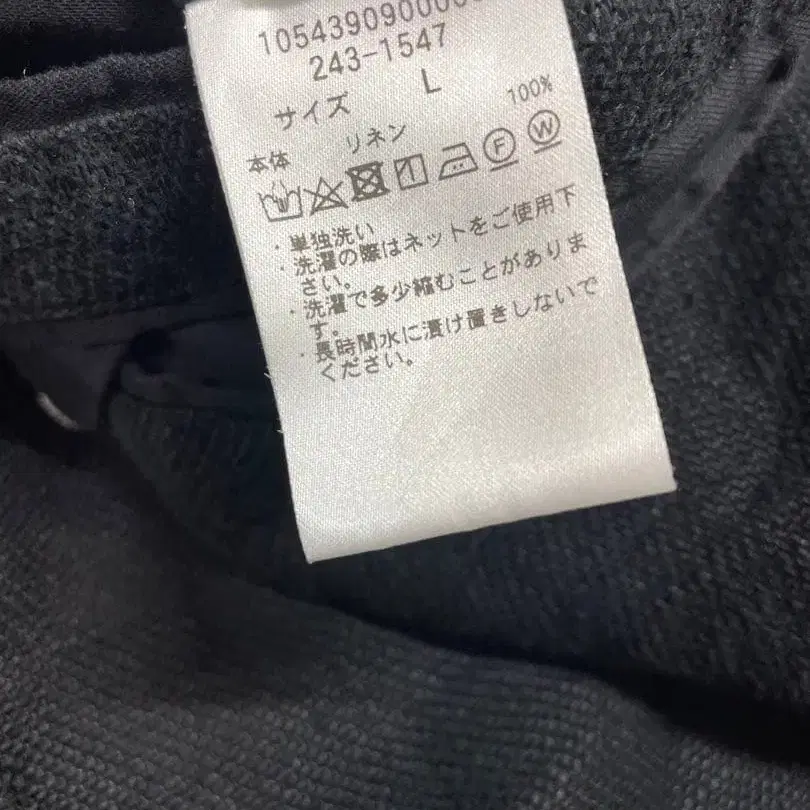 1054390900000
243-1547
サイズ L
本体 リネン 100%
F W
・単独洗い
・洗濯の際はネットをご使用下
さい。
・洗濯で多少縮むことがありま
す。
・長時間水に漬け置きしないで
ください。